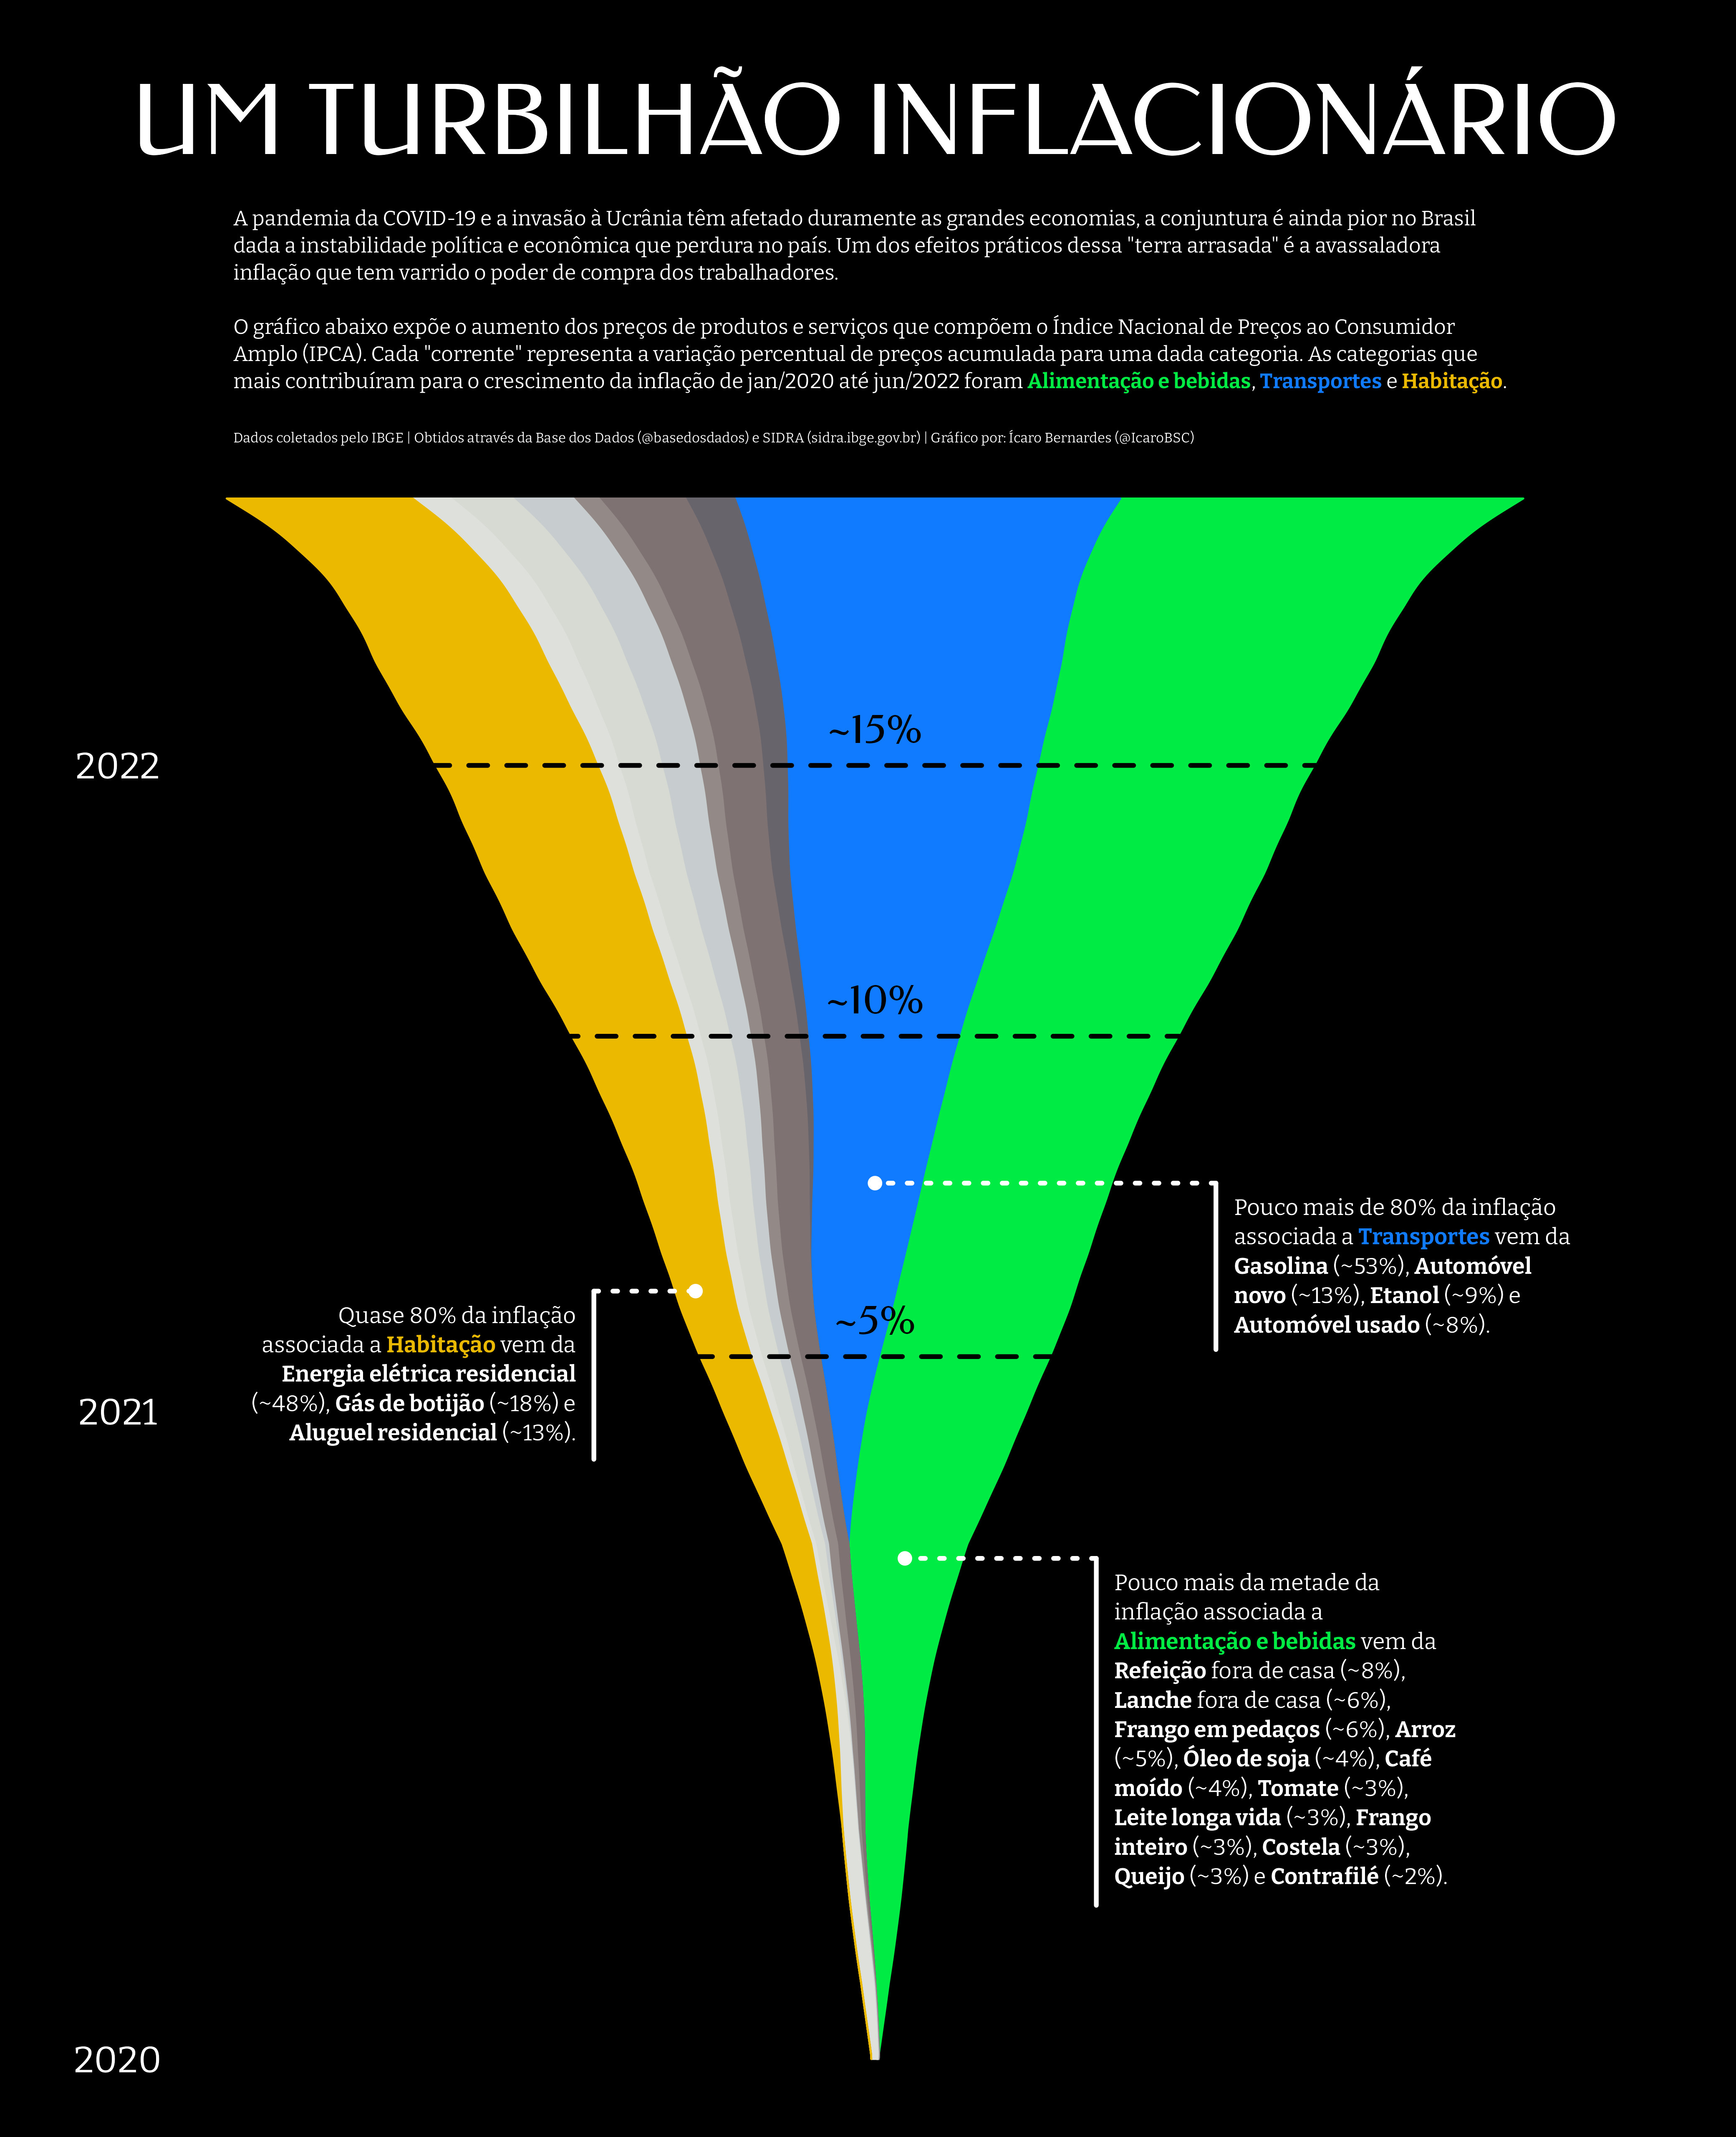 UM TURBILHÃO INFLACIONÁRIO
A pandemia da COVID-19 e a invasão à Ucrânia têm afetado duramente as grandes economias, a conjuntura é ainda pior no Brasil
dada a instabilidade política e econômica que perdura no país. Um dos efeitos práticos dessa "terra arrasada" é a avassaladora
inflação que tem varrido o poder de compra dos trabalhadores.
O gráfico abaixo expõe o aumento dos preços de produtos e serviços que compõem o Índice Nacional de Preços ao Consumidor
Amplo (IPCA). Cada "corrente" representa a variação percentual de preços acumulada para uma dada categoria. As categorias que
mais contribuíram para o crescimento da inflação de jan/2020 até jun/2022 foram Alimentação e bebidas, Transportes e Habitação.
Dados coletados pelo IBGE | Obtidos através da Base dos Dados (@basedosdados) e SIDRA (sidra.ibge.gov.br) | Gráfico por: Ícaro Bernardes (@IcaroBSC)
~15%
2022
~10%
Pouco mais de 80% da inflação
associada a Transportes vem da
Gasolina (~53%), Automóvel
novo (~13%), Etanol (~9%) e
Automóvel usado (~8%).
Quase 80% da inflação
associada a Habitação vem da
Energia elétrica residencial
(~48%), Gás de botijão (~18%) e
Aluguel residencial (~13%).
~5%
2021
Pouco mais da metade da
inflação associada a
Alimentação e bebidas vem da
Refeição fora de casa (~8%),
Lanche fora de casa (~6%),
Frango em pedaços (~6%), Arroz
(~5%), Óleo de soja (~4%), Café
moído (~4%), Tomate (~3%),
Leite longa vida (~3%), Frango
inteiro (~3%), Costela (~3%),
Queijo (~3%) e Contrafilé (~2%).
2020